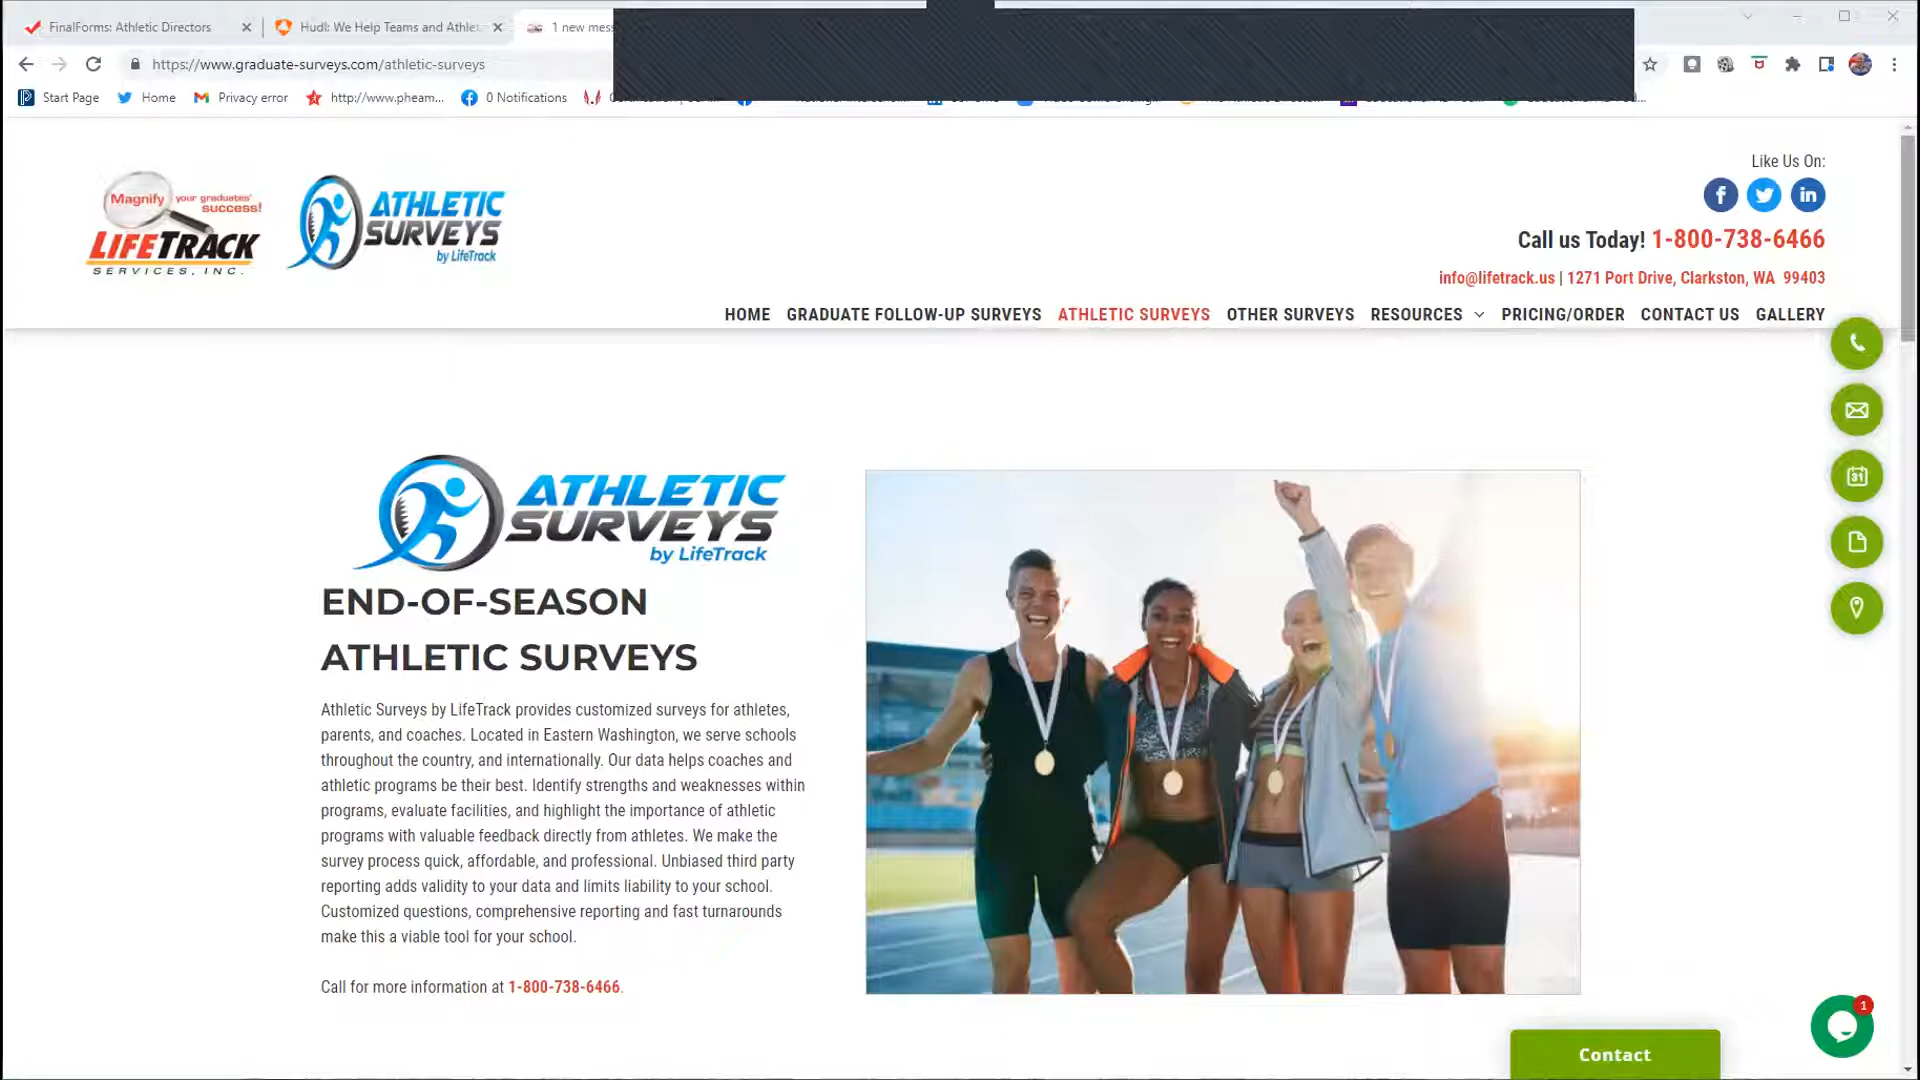 FinalForms: Athletic Directors
Hudl: We Help Teams and Athle
1 new mes
https://www.graduate-surveys.com/athletic-surveys
Start Page
Home
Privacy error
http://www.pheam...
0 Notifications
Like Us On:
Magnify your graduates' success!
LIFETRACK
SERVICES, INC.
ATHLETIC
SURVEYS
by LifeTrack
Call us Today! 1-800-738-6466
info@lifetrack.us | 1271 Port Drive, Clarkston, WA 99403
HOME GRADUATE FOLLOW-UP SURVEYS ATHLETIC SURVEYS OTHER SURVEYS RESOURCES PRICING/ORDER CONTACT US GALLERY
31
ATHLETIC
SURVEYS
by LifeTrack
END-OF-SEASON
ATHLETIC SURVEYS
Athletic Surveys by LifeTrack provides customized surveys for athletes,
parents, and coaches. Located in Eastern Washington, we serve schools
throughout the country, and internationally. Our data helps coaches and
athletic programs be their best. Identify strengths and weaknesses within
programs, evaluate facilities, and highlight the importance of athletic
programs with valuable feedback directly from athletes. We make the
survey process quick, affordable, and professional. Unbiased third party
reporting adds validity to your data and limits liability to your school.
Customized questions, comprehensive reporting and fast turnarounds
make this a viable tool for your school.
Call for more information at 1-800-738-6466.
1
Contact